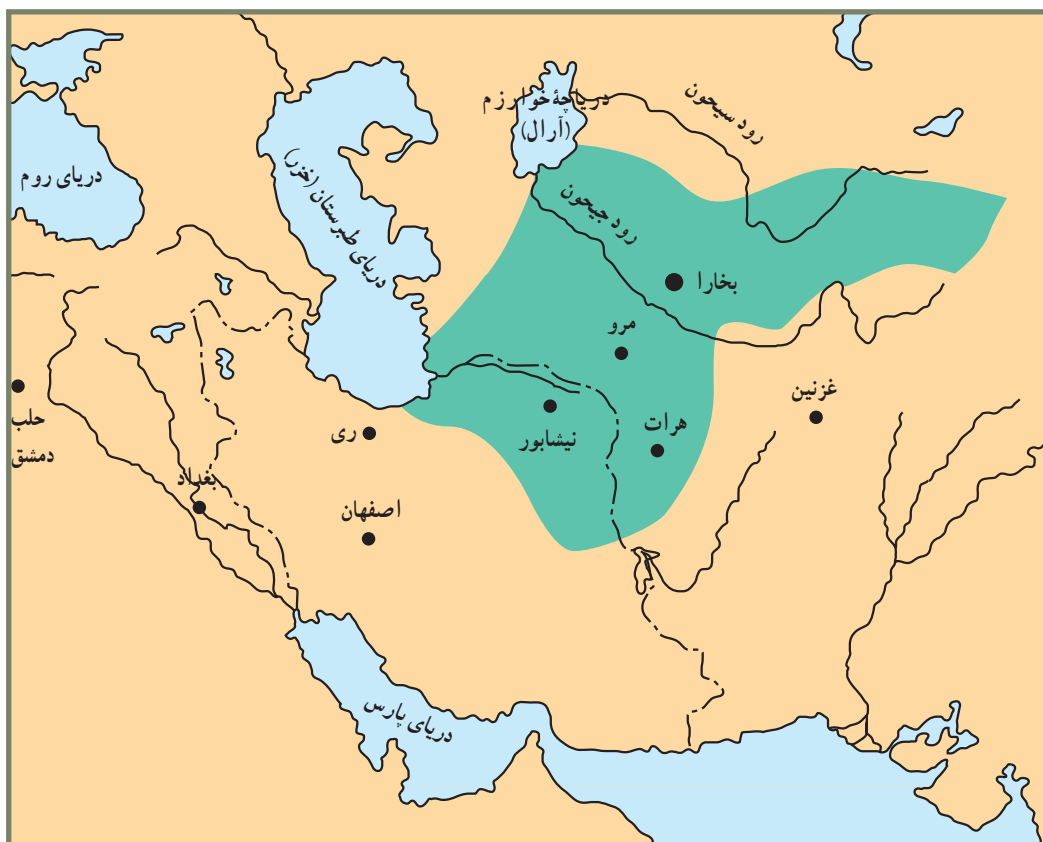 دریاچهٔ خوارزم
(آرال)
رود سیحون
دریای روم
دریای طبرستان (خزر)
رود جیحون
بخارا
مرو
غزنین
هرات
نیشابور
ری
حلب
دمشق
بغداد
اصفهان
دریای پارس